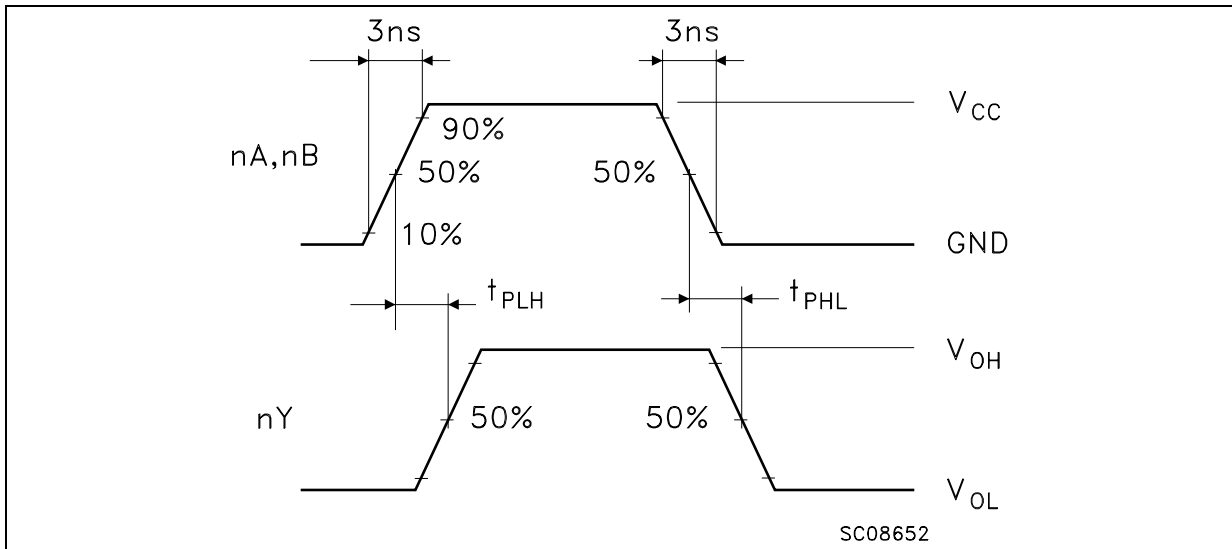 3ns 3ns
V_CC
90%
nA,nB
50% 50%
10%
GND
t_PLH t_PHL
V_OH
nY
50% 50%
V_OL
SC08652